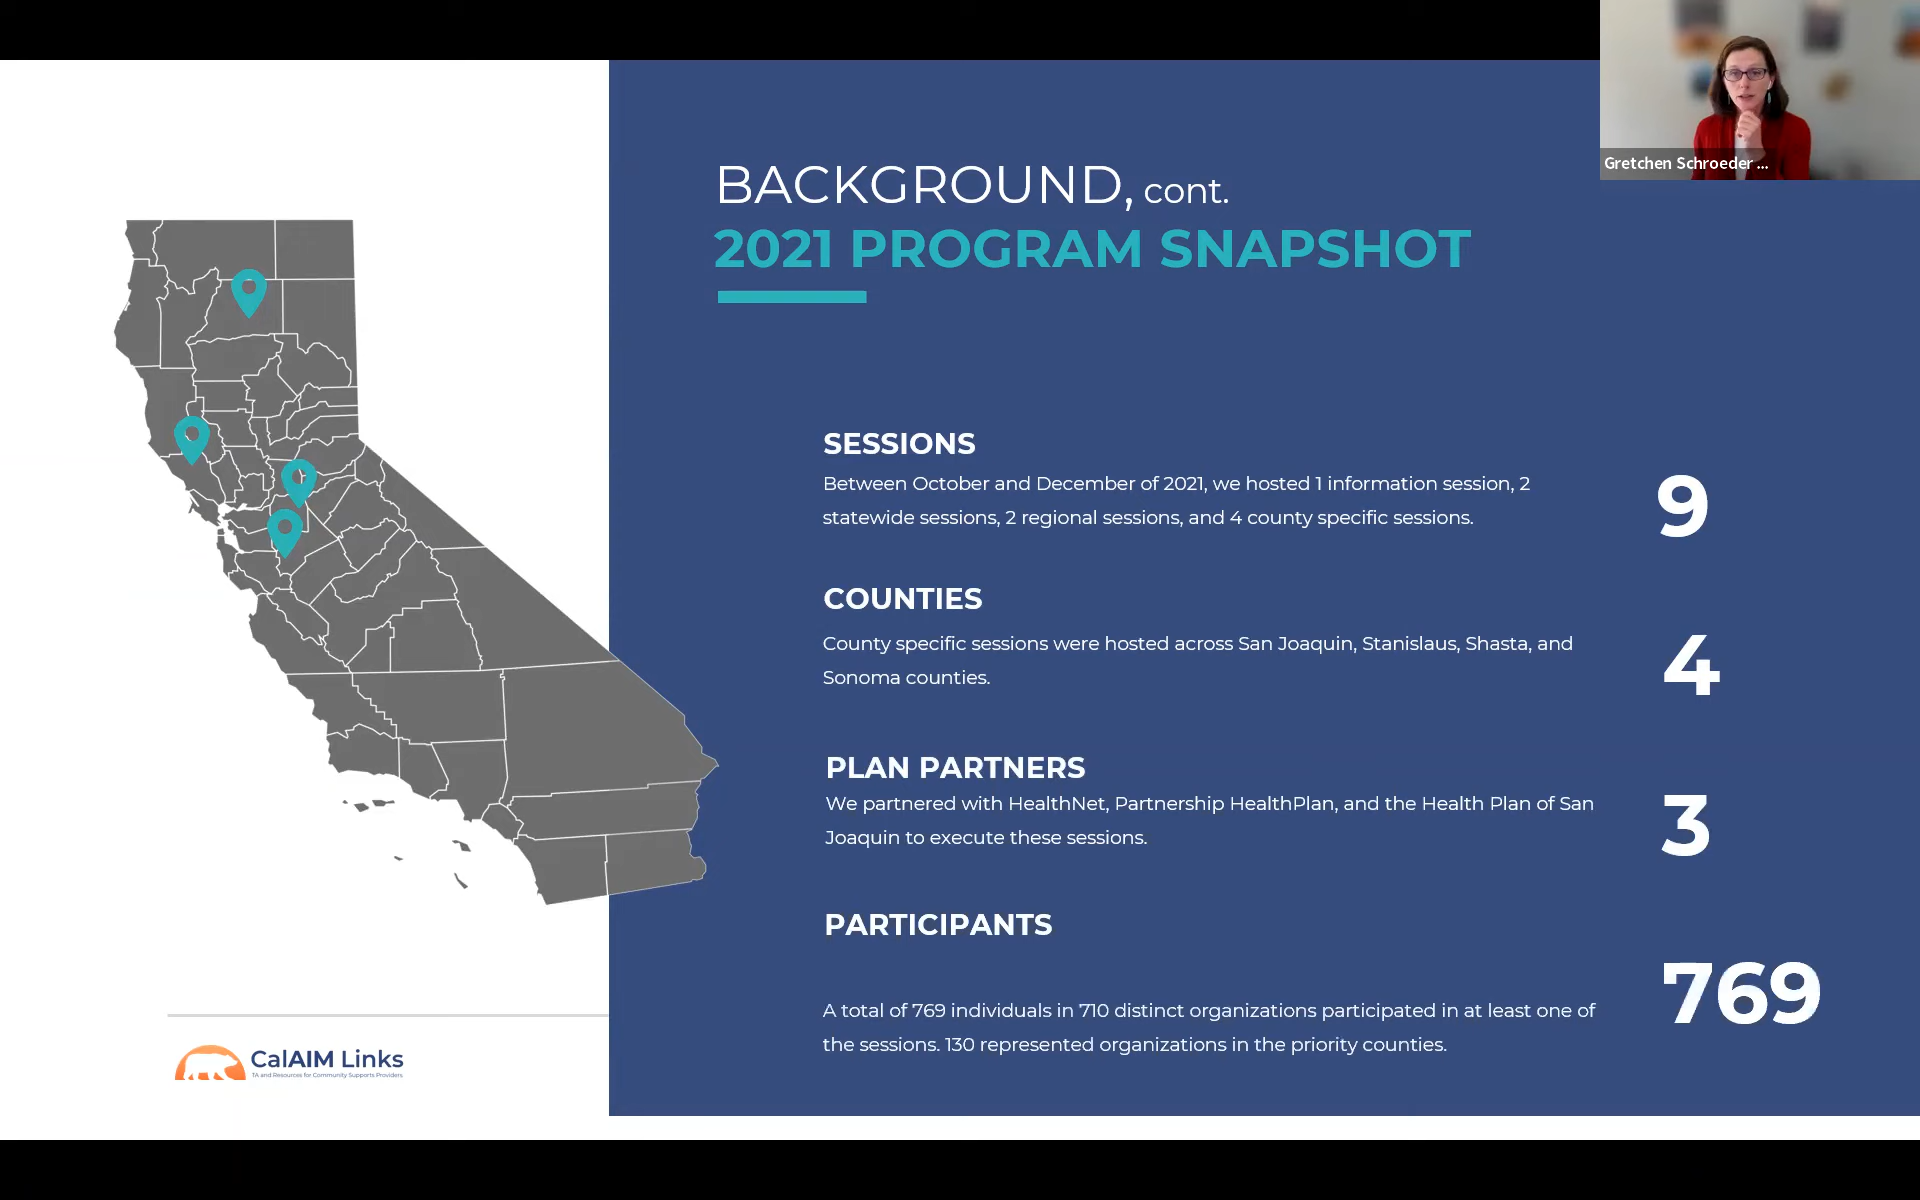 Gretchen Schroeder ...
BACKGROUND, cont.
2021 PROGRAM SNAPSHOT
SESSIONS
Between October and December of 2021, we hosted 1 information session, 2
statewide sessions, 2 regional sessions, and 4 county specific sessions.
9
COUNTIES
County specific sessions were hosted across San Joaquin, Stanislaus, Shasta, and
Sonoma counties.
4
PLAN PARTNERS
We partnered with HealthNet, Partnership HealthPlan, and the Health Plan of San
Joaquin to execute these sessions.
3
PARTICIPANTS
A total of 769 individuals in 710 distinct organizations participated in at least one of
the sessions. 130 represented organizations in the priority counties.
769
CalAIM Links
TA and Resources for Community Supports Providers